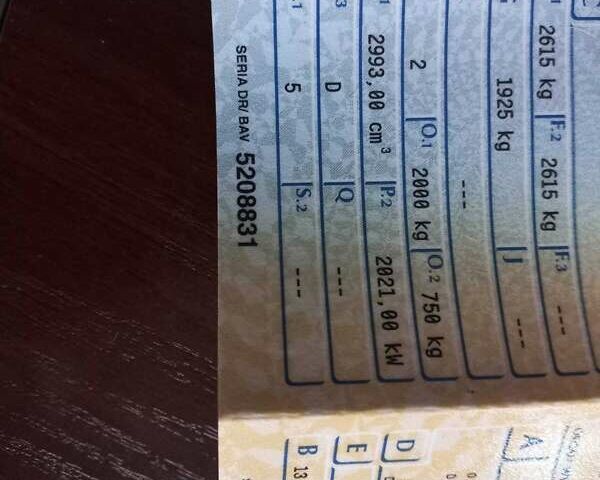 2615 kg F.2 2615 kg F.3 ---
1925 kg J ---
---
2 O.1 2000 kg O.2 750 kg
2993,00 cm3 P.2 2021,00 KW
D Q ---
5 S.2 ---
SERIA DR/ BAV 5208831
A
D
E
B 13